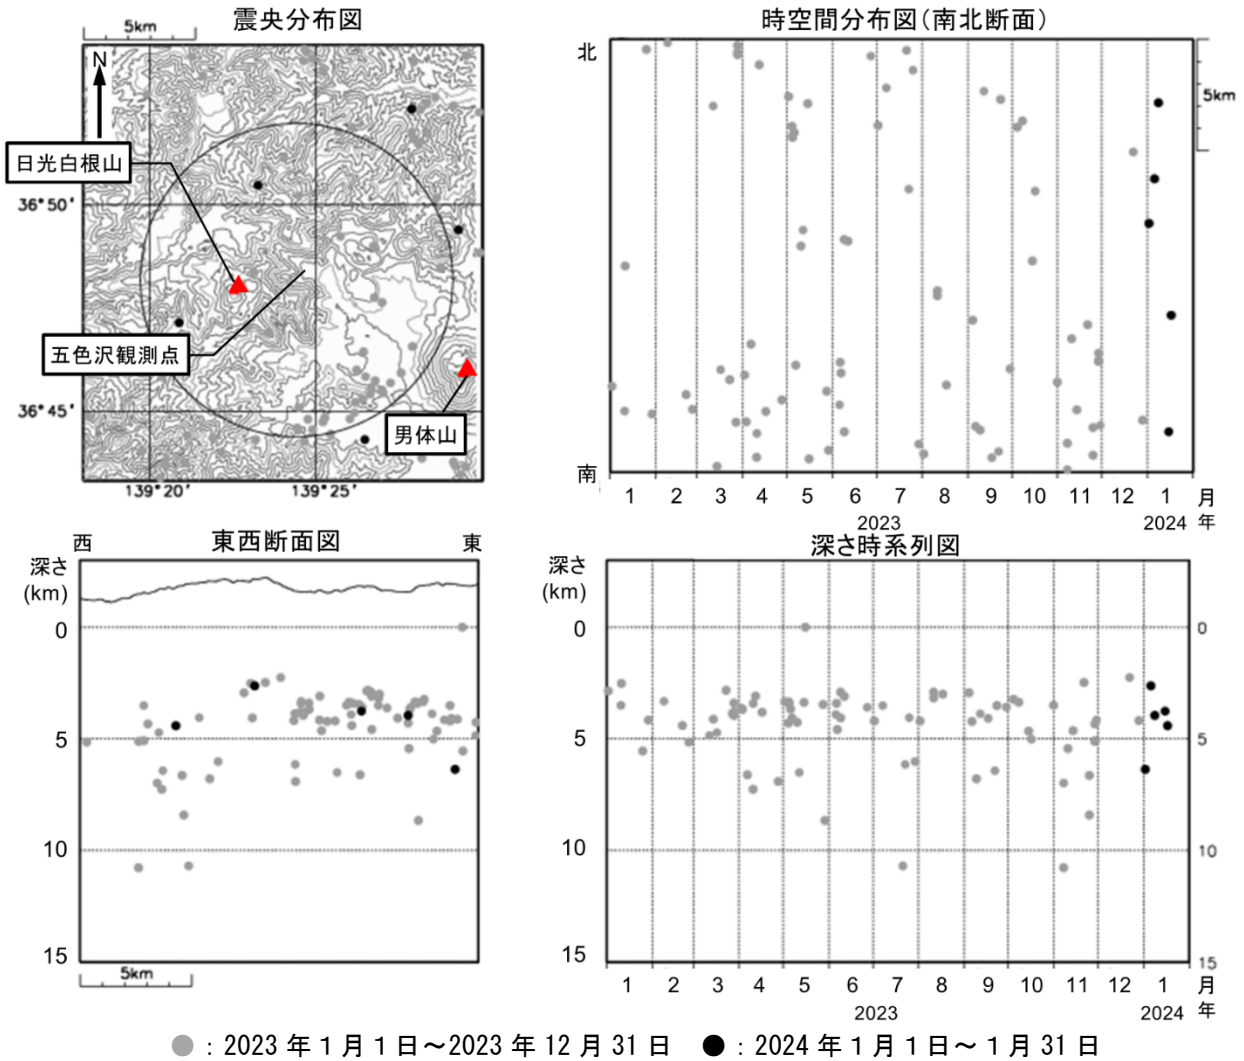 震央分布図
5km
N
日光白根山
36°50′
五色沢観測点
36°45′
男体山
139°20′
139°25′
時空間分布図(南北断面)
北
5km
南
1 2 3 4 5 6 7 8 9 10 11 12 1 月
2023 2024 年
東西断面図
西 東
深さ
(km)
0
5
10
15
5km
深さ時系列図
深さ
(km)
0 0
5 5
10 10
15 15
1 2 3 4 5 6 7 8 9 10 11 12 1 月
2023 2024 年
●:2023年1月1日～2023年12月31日 ●:2024年1月1日～1月31日